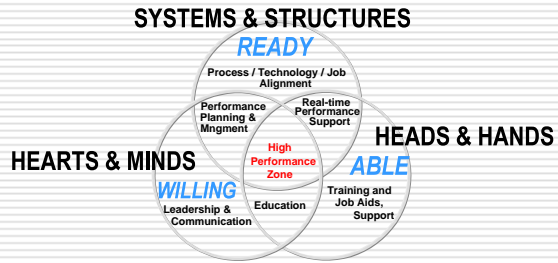 SYSTEMS & STRUCTURES
READY
Process / Technology / Job
Alignment
Performance
Planning &
Mngment
Real-time
Performance
Support
HEADS & HANDS
High
Performance
Zone
HEARTS & MINDS
ABLE
WILLING
Training and
Job Aids,
Support
Education
Leadership &
Communication